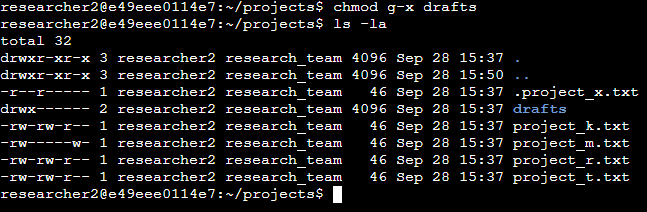 researcher2@e49eee0114e7:~/projects$ chmod g-x drafts
researcher2@e49eee0114e7:~/projects$ ls -la
total 32
drwxr-xr-x 3 researcher2 research_team 4096 Sep 28 15:37 .
drwxr-xr-x 3 researcher2 research_team 4096 Sep 28 15:50 ..
-r--r----- 1 researcher2 research_team   46 Sep 28 15:37 .project_x.txt
drwx------ 2 researcher2 research_team 4096 Sep 28 15:37 drafts
-rw-rw-r-- 1 researcher2 research_team   46 Sep 28 15:37 project_k.txt
-rw-----w- 1 researcher2 research_team   46 Sep 28 15:37 project_m.txt
-rw-rw-r-- 1 researcher2 research_team   46 Sep 28 15:37 project_r.txt
-rw-rw-r-- 1 researcher2 research_team   46 Sep 28 15:37 project_t.txt
researcher2@e49eee0114e7:~/projects$